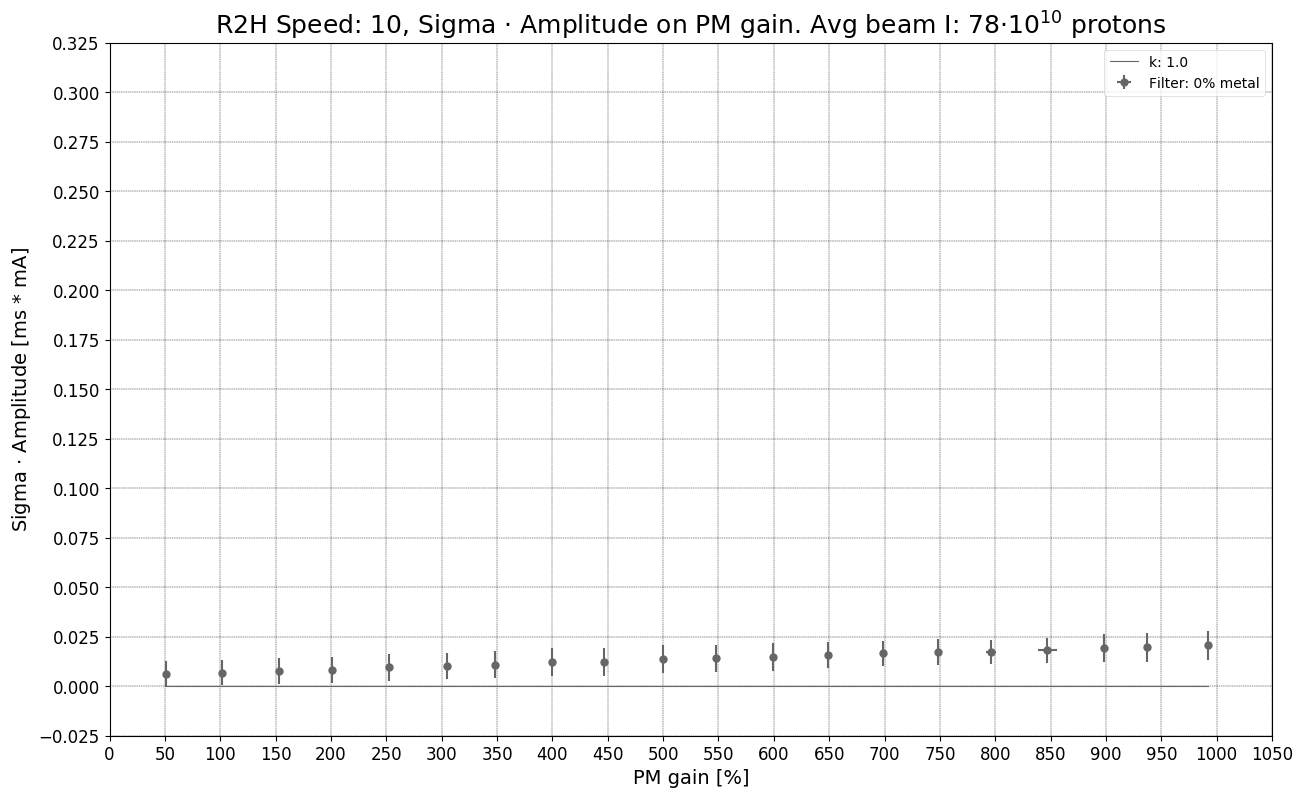 R2H Speed: 10, Sigma · Amplitude on PM gain. Avg beam I: 78·10^10 protons
k: 1.0
Filter: 0% metal
0.325
0.300
0.275
0.250
0.225
0.200
0.175
0.150
0.125
0.100
0.075
0.050
0.025
0.000
−0.025
Sigma · Amplitude [ms * mA]
0 50 100 150 200 250 300 350 400 450 500 550 600 650 700 750 800 850 900 950 1000 1050
PM gain [%]